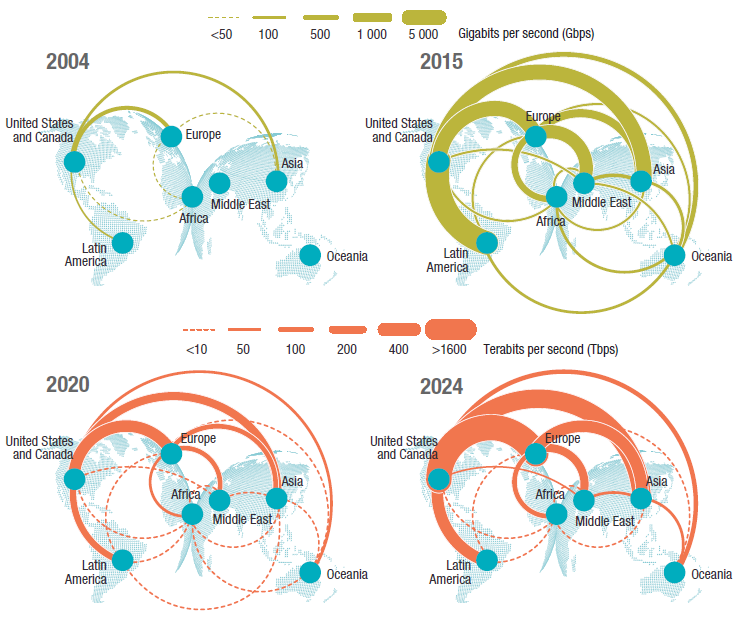 <50 100 500 1 000 5 000 Gigabits per second (Gbps)
2004
United States
and Canada
Europe
Asia
Middle East
Africa
Latin
America
Oceania
2015
United States
and Canada
Europe
Asia
Middle East
Africa
Latin
America
Oceania
<10 50 100 200 400 >1600 Terabits per second (Tbps)
2020
United States
and Canada
Europe
Asia
Africa
Middle East
Latin
America
Oceania
2024
United States
and Canada
Europe
Asia
Africa
Middle East
Latin
America
Oceania